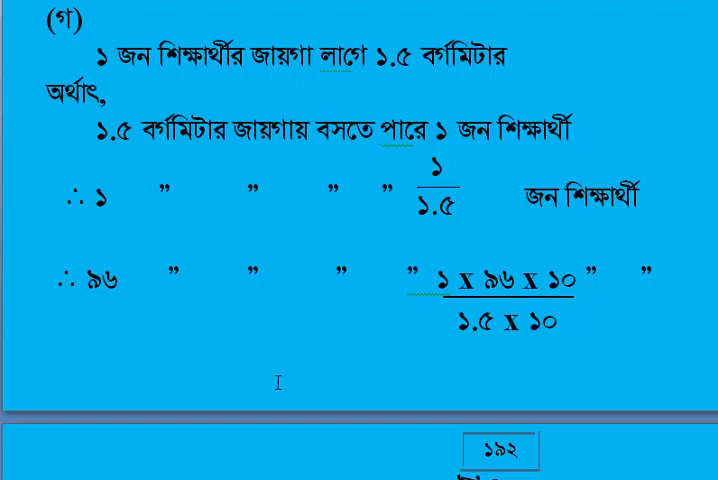 (গ)
১ জন শিক্ষার্থীর জায়গা লাগে ১.৫ বর্গমিটার
অর্থাৎ,
১.৫ বর্গমিটার জায়গায় বসতে পারে ১ জন শিক্ষার্থী
১
∴ ১ ” ” ” ” ১.৫ জন শিক্ষার্থী
∴ ৯৬ ” ” ” ” ১ x ৯৬ x ১০ ” ”
১.৫ x ১০
১৯২